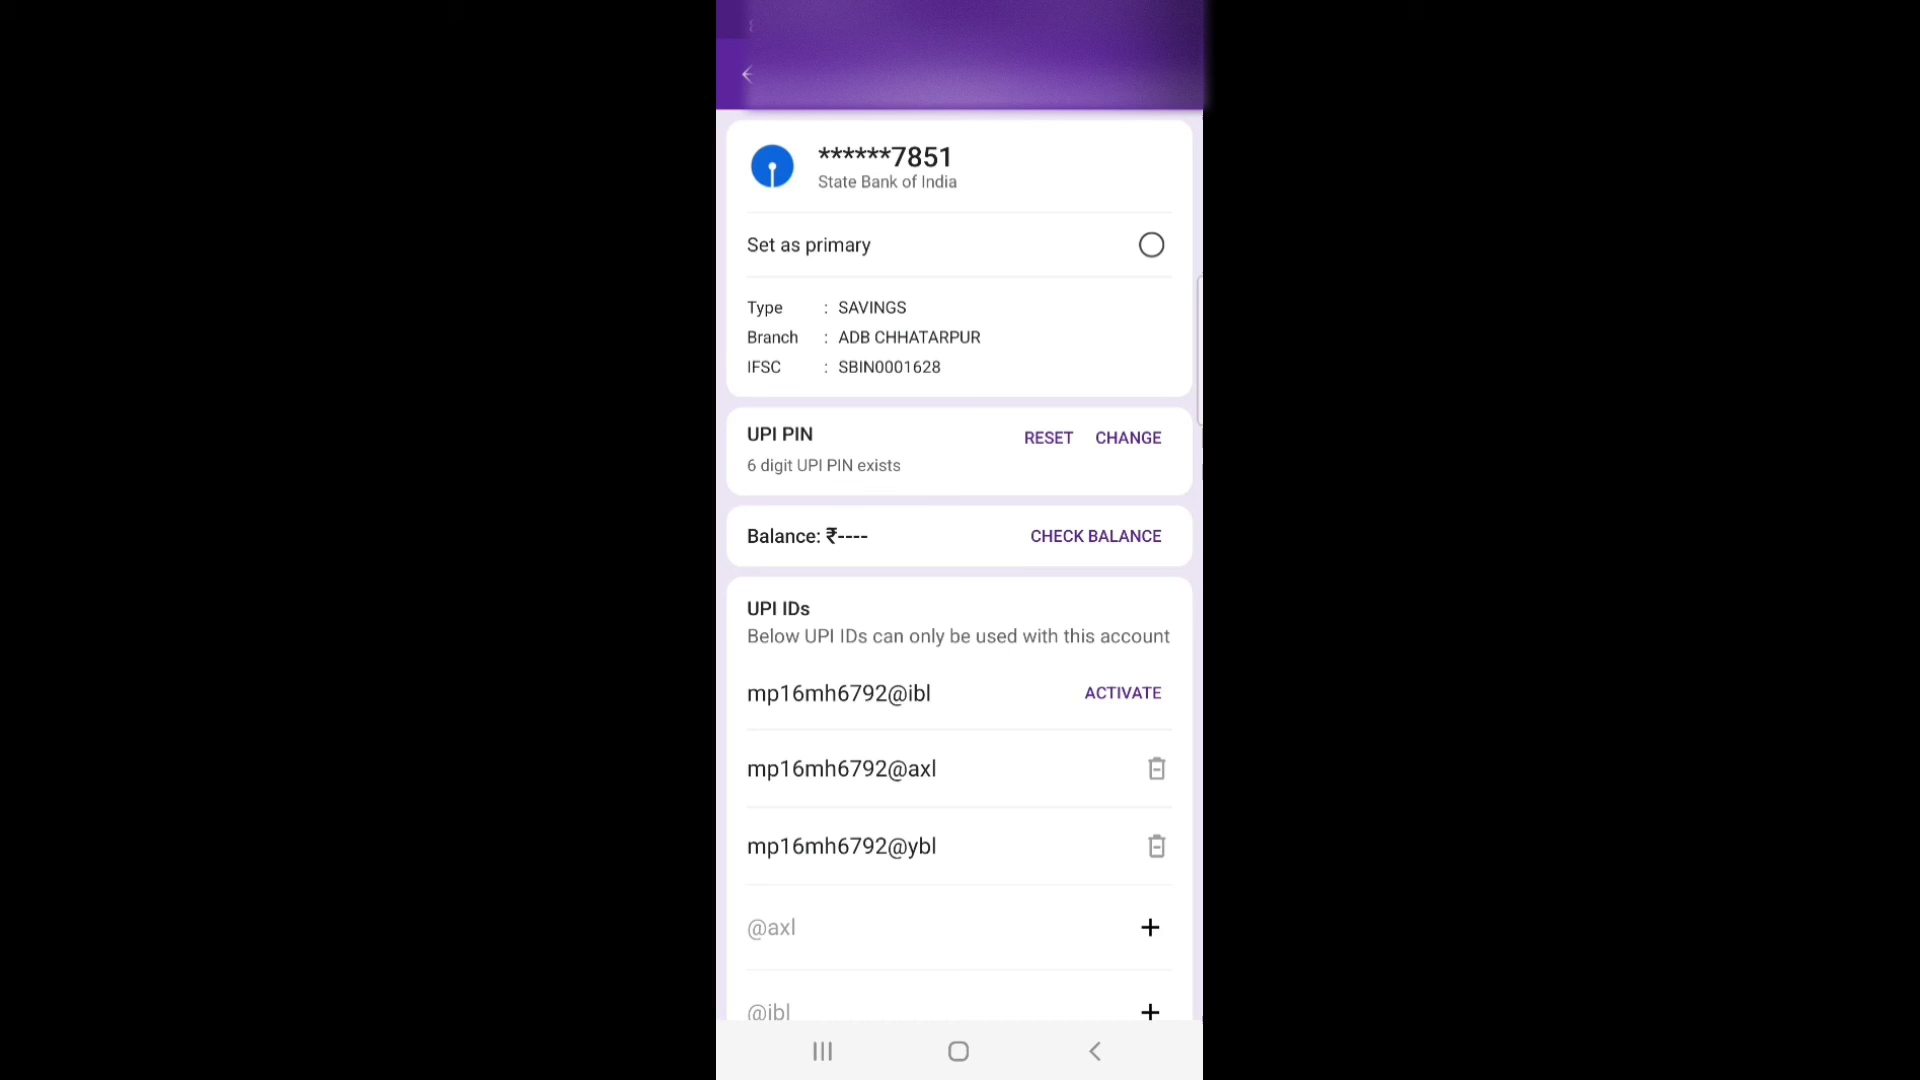 ******7851
State Bank of India
Set as primary
Type : SAVINGS
Branch : ADB CHHATARPUR
IFSC : SBIN0001628
UPI PIN RESET CHANGE
6 digit UPI PIN exists
Balance: ₹---- CHECK BALANCE
UPI IDs
Below UPI IDs can only be used with this account
mp16mh6792@ibl ACTIVATE
mp16mh6792@axl
mp16mh6792@ybl
@axl +
@ibl +